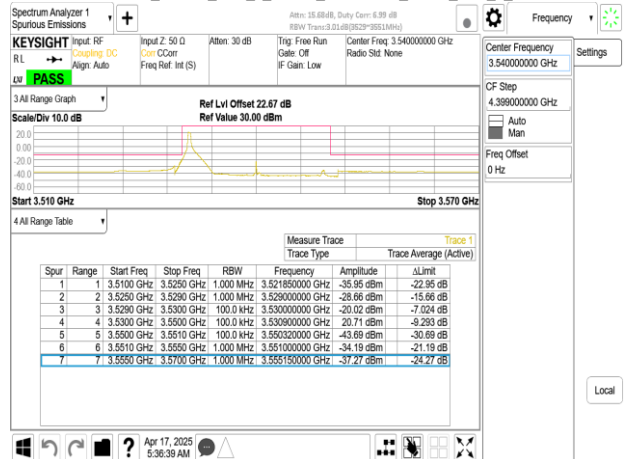 Spectrum Analyzer 1
Spurious Emissions
Attn: 15.68dB, Duty Corr: 6.99 dB
RBW Trans:3.01dB(3529~3551MHz)
Frequency
KEYSIGHT Input: RF Input Z: 50 Ω Atten: 30 dB Trig: Free Run Center Freq: 3.540000000 GHz
RL Coupling: DC Corr CCorr Gate: Off Radio Std: None
Align: Auto Freq Ref: Int (S) IF Gain: Low
LXI PASS
Center Frequency
3.540000000 GHz
Settings
CF Step
4.399000000 GHz
Auto
Man
Freq Offset
0 Hz
3 All Range Graph
Ref Lvl Offset 22.67 dB
Scale/Div 10.0 dB Ref Value 30.00 dBm
20.0
0.00
-20.0
-40.0
-60.0
Start 3.510 GHz Stop 3.570 GHz
4 All Range Table
Measure Trace Trace 1
Trace Type Trace Average (Active)
Spur Range Start Freq Stop Freq RBW Frequency Amplitude ΔLimit
1 1 3.5100 GHz 3.5250 GHz 1.000 MHz 3.521850000 GHz -35.95 dBm -22.95 dB
2 2 3.5250 GHz 3.5290 GHz 1.000 MHz 3.529000000 GHz -28.66 dBm -15.66 dB
3 3 3.5290 GHz 3.5300 GHz 100.0 kHz 3.530000000 GHz -20.02 dBm -7.024 dB
4 4 3.5300 GHz 3.5500 GHz 100.0 kHz 3.530900000 GHz 20.71 dBm -9.293 dB
5 5 3.5500 GHz 3.5510 GHz 100.0 kHz 3.550320000 GHz -43.69 dBm -30.69 dB
6 6 3.5510 GHz 3.5550 GHz 1.000 MHz 3.551000000 GHz -34.19 dBm -21.19 dB
7 7 3.5550 GHz 3.5700 GHz 1.000 MHz 3.555150000 GHz -37.27 dBm -24.27 dB
Local
Apr 17, 2025
5:36:39 AM